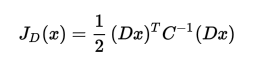 J_D(x) = \frac{1}{2} (Dx)^T C^{-1} (Dx)